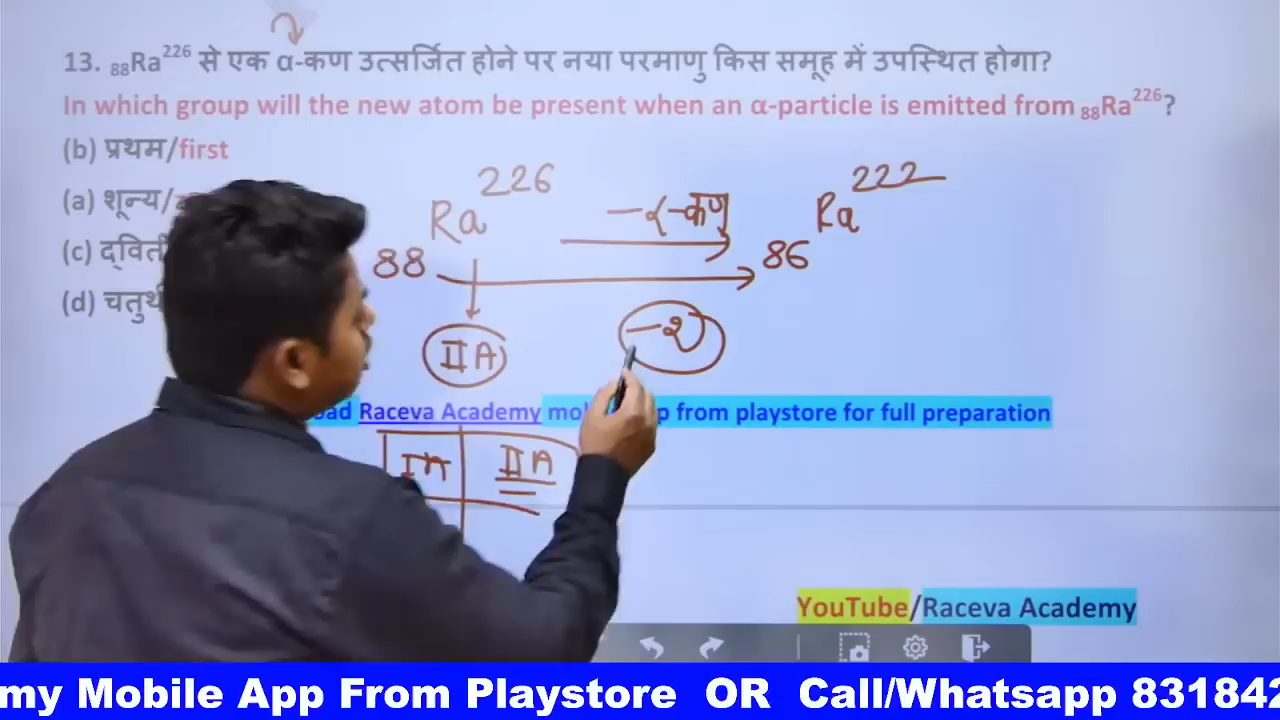 13. ₈₈Ra²²⁶ से एक α-कण उत्सर्जित होने पर नया परमाणु किस समूह में उपस्थित होगा?
In which group will the new atom be present when an α-particle is emitted from ₈₈Ra²²⁶?
(b) प्रथम/first
(a) शून्य/
(c)
(d)
88 Ra 226
-α-कण
86 Ra 222
IIA
-2
Raceva Academy from playstore for full preparation
IA IIA
YouTube/Raceva Academy
my Mobile App From Playstore OR Call/Whatsapp 831842